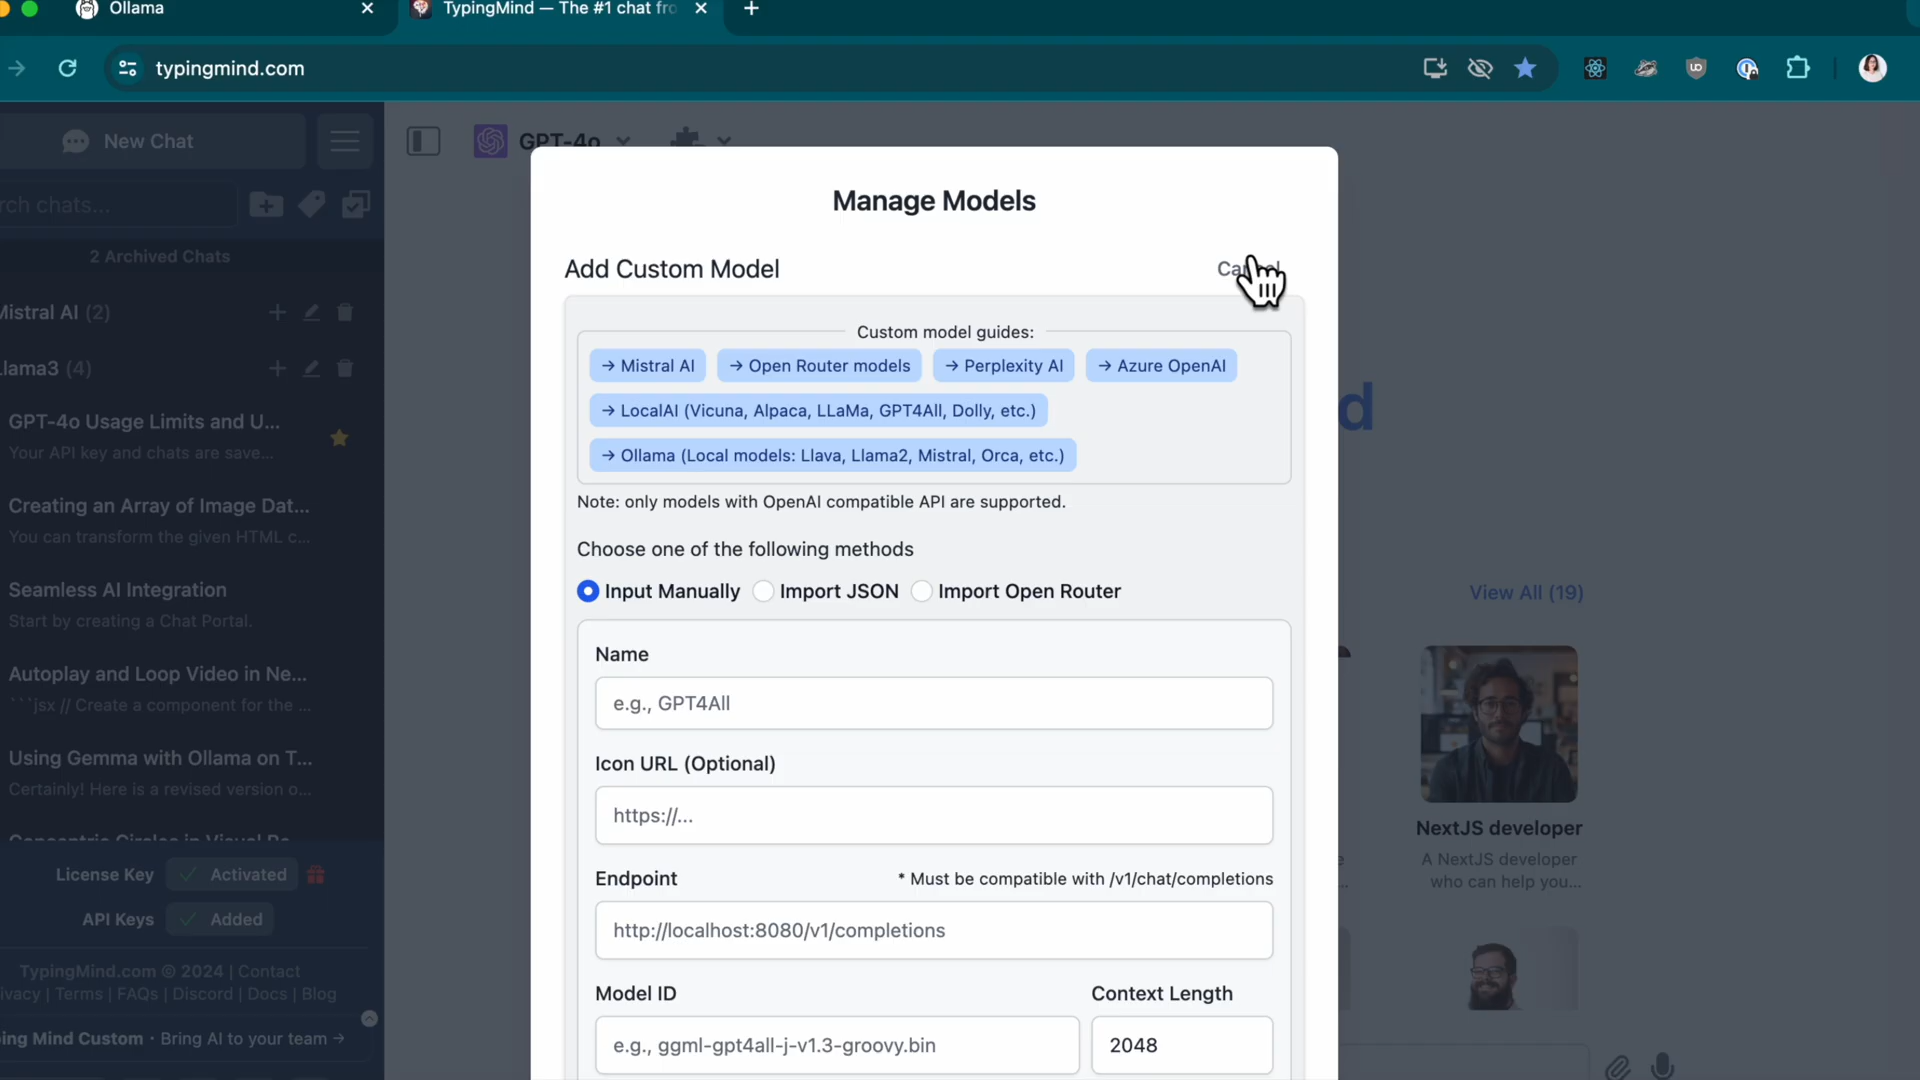 Ollama
TypingMind — The #1 chat fro
typingmind.com
New Chat
GPT-4o
rch chats...
2 Archived Chats
Mistral AI (2)
Llama3 (4)
GPT-4o Usage Limits and U...
Your API key and chats are save...
Creating an Array of Image Dat...
You can transform the given HTML c...
Seamless AI Integration
Start by creating a Chat Portal.
Autoplay and Loop Video in Ne...
```jsx // Create a component for the ...
Using Gemma with Ollama on T...
Certainly! Here is a revised version o...
License Key
Activated
API Keys
Added
TypingMind.com © 2024 | Contact
ivacy | Terms | FAQs | Discord | Docs | Blog
ing Mind Custom · Bring AI to your team →
Manage Models
Add Custom Model
Cancel
Custom model guides:
→ Mistral AI
→ Open Router models
→ Perplexity AI
→ Azure OpenAI
→ LocalAI (Vicuna, Alpaca, LLaMa, GPT4All, Dolly, etc.)
→ Ollama (Local models: Llava, Llama2, Mistral, Orca, etc.)
Note: only models with OpenAI compatible API are supported.
Choose one of the following methods
Input Manually
Import JSON
Import Open Router
Name
e.g., GPT4All
Icon URL (Optional)
https://...
Endpoint
* Must be compatible with /v1/chat/completions
http://localhost:8080/v1/completions
Model ID
Context Length
e.g., ggml-gpt4all-j-v1.3-groovy.bin
2048
d
View All (19)
NextJS developer
A NextJS developer
who can help you...